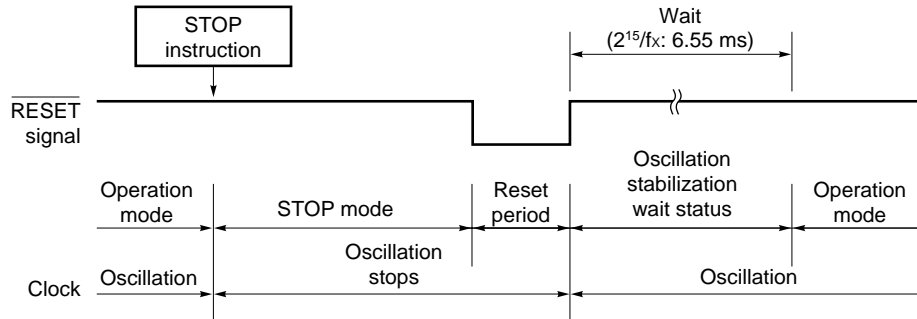 STOP
instruction
Wait
(2¹⁵/fx: 6.55 ms)
RESET
signal
Operation
mode
STOP mode
Reset
period
Oscillation
stabilization
wait status
Operation
mode
Clock
Oscillation
Oscillation
stops
Oscillation